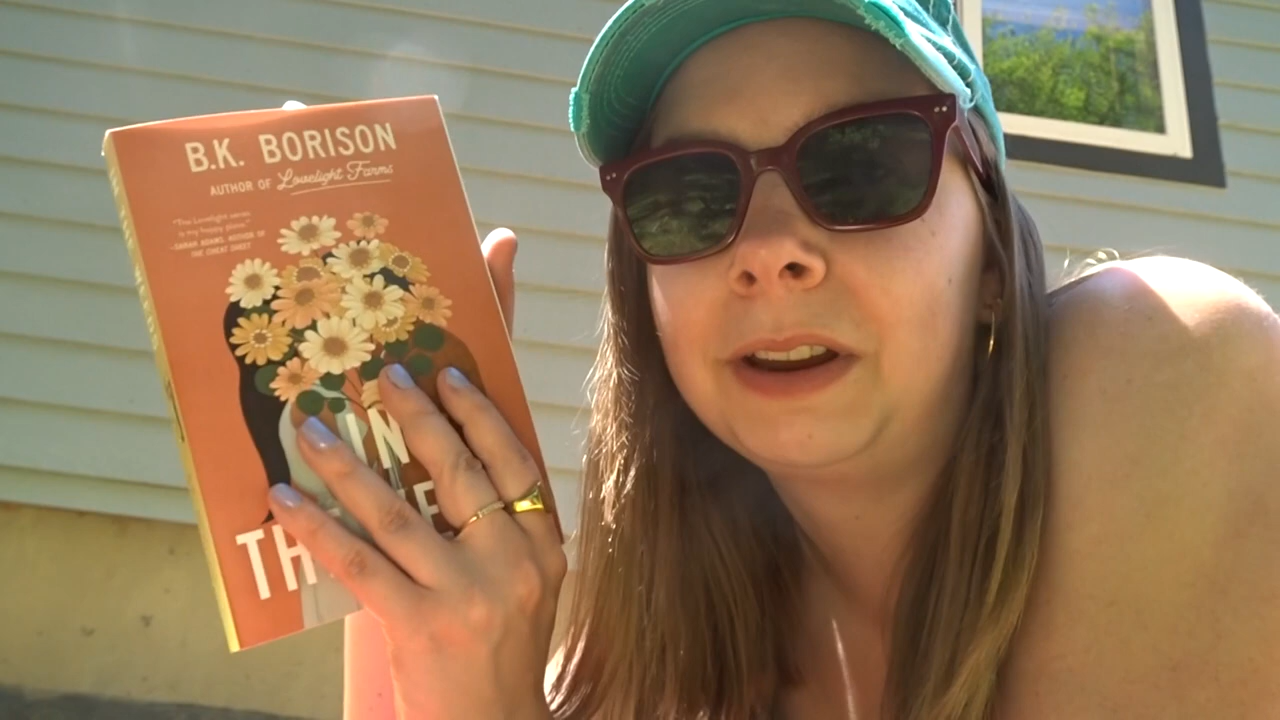 B.K. BORISON
AUTHOR OF Lovelight Farms
"The Lovelight series
is my happy place."
—SARAH ADAMS, AUTHOR OF
THE CHEAT SHEET
IN